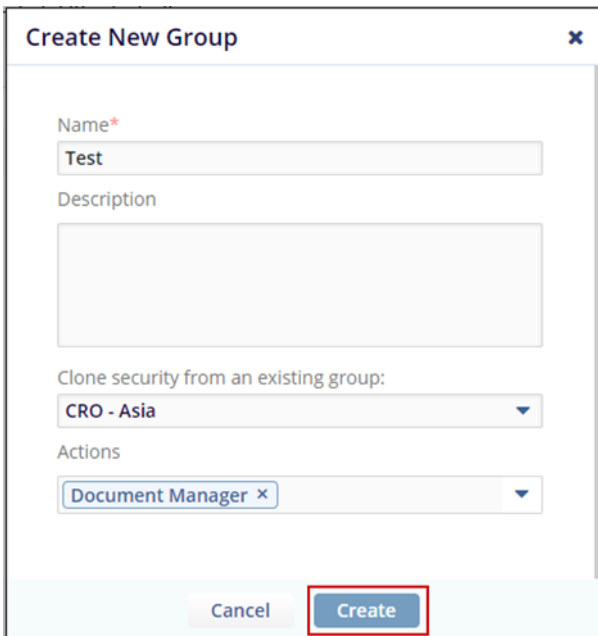 Create New Group ×
Name*
Test
Description
Clone security from an existing group:
CRO - Asia
Actions
Document Manager ×
Cancel Create